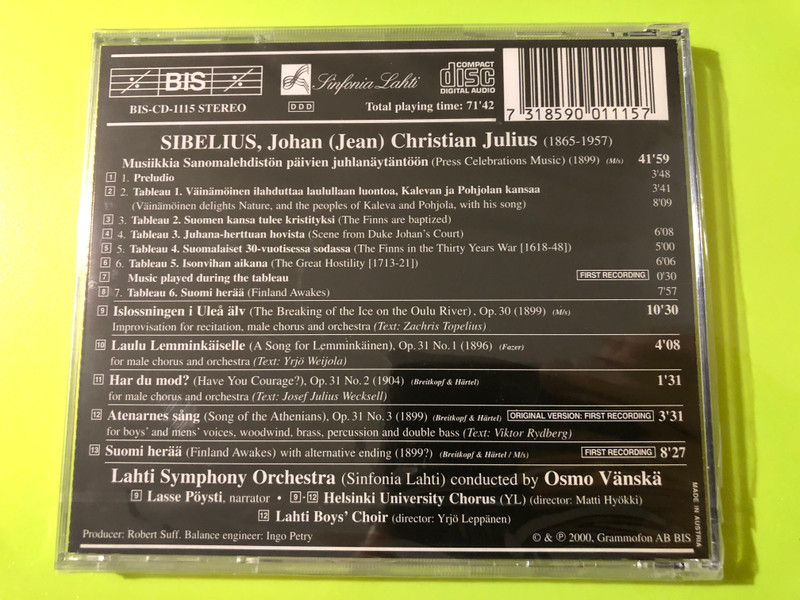 BIS
Sinfonia Lahti
COMPACT disc DIGITAL AUDIO
BIS-CD-1115 STEREO
DDD
Total playing time: 71'42
7 318590 011157
SIBELIUS, Johan (Jean) Christian Julius (1865-1957)
Musiikkia Sanomalehdistön päivien juhlanäytäntöön (Press Celebrations Music) (1899) (M/s) 41'59
1 1. Preludio 3'48
2 2. Tableau 1. Väinämöinen ilahduttaa laulullaan luontoa, Kalevan ja Pohjolan kansaa 3'41
(Väinämöinen delights Nature, and the peoples of Kaleva and Pohjola, with his song) 8'09
3 3. Tableau 2. Suomen kansa tulee kristityksi (The Finns are baptized)
4 4. Tableau 3. Juhana-herttuan hovista (Scene from Duke Johan's Court) 6'08
5 5. Tableau 4. Suomalaiset 30-vuotisessa sodassa (The Finns in the Thirty Years War [1618-48]) 5'00
6 6. Tableau 5. Isonvihan aikana (The Great Hostility [1713-21]) 6'06
7 Music played during the tableau FIRST RECORDING 0'30
8 7. Tableau 6. Suomi herää (Finland Awakes) 7'57
9 Islossningen i Uleå älv (The Breaking of the Ice on the Oulu River), Op. 30 (1899) (M/s) 10'30
Improvisation for recitation, male chorus and orchestra (Text: Zachris Topelius)
10 Laulu Lemminkäiselle (A Song for Lemminkäinen), Op. 31 No. 1 (1896) (Fazer) 4'08
for male chorus and orchestra (Text: Yrjö Weijola)
11 Har du mod? (Have You Courage?), Op. 31 No. 2 (1904) (Breitkopf & Härtel) 1'31
for male chorus and orchestra (Text: Josef Julius Wecksell)
12 Atenarnes sång (Song of the Athenians), Op. 31 No. 3 (1899) (Breitkopf & Härtel) ORIGINAL VERSION: FIRST RECORDING 3'31
for boys' and mens' voices, woodwind, brass, percussion and double bass (Text: Viktor Rydberg)
13 Suomi herää (Finland Awakes) with alternative ending (1899?) (Breitkopf & Härtel / M/s) FIRST RECORDING 8'27
Lahti Symphony Orchestra (Sinfonia Lahti) conducted by Osmo Vänskä
9 Lasse Pöysti, narrator • 9-12 Helsinki University Chorus (YL) (director: Matti Hyökki)
12 Lahti Boys' Choir (director: Yrjö Leppänen)
Producer: Robert Suff. Balance engineer: Ingo Petry
© & ℗ 2000, Grammofon AB BIS
MADE IN AUSTRIA